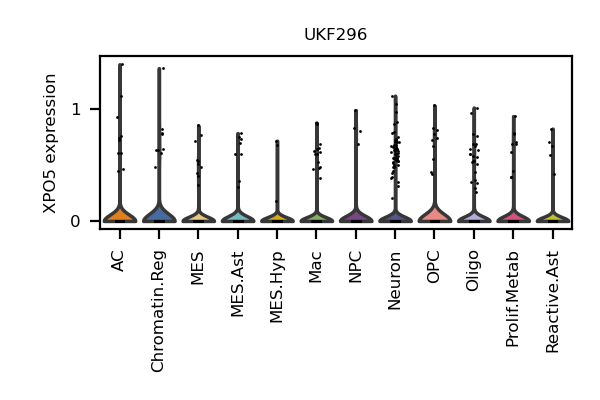 UKF296
XPO5 expression
1
0
AC
Chromatin.Reg
MES
MES.Ast
MES.Hyp
Mac
NPC
Neuron
OPC
Oligo
Prolif.Metab
Reactive.Ast